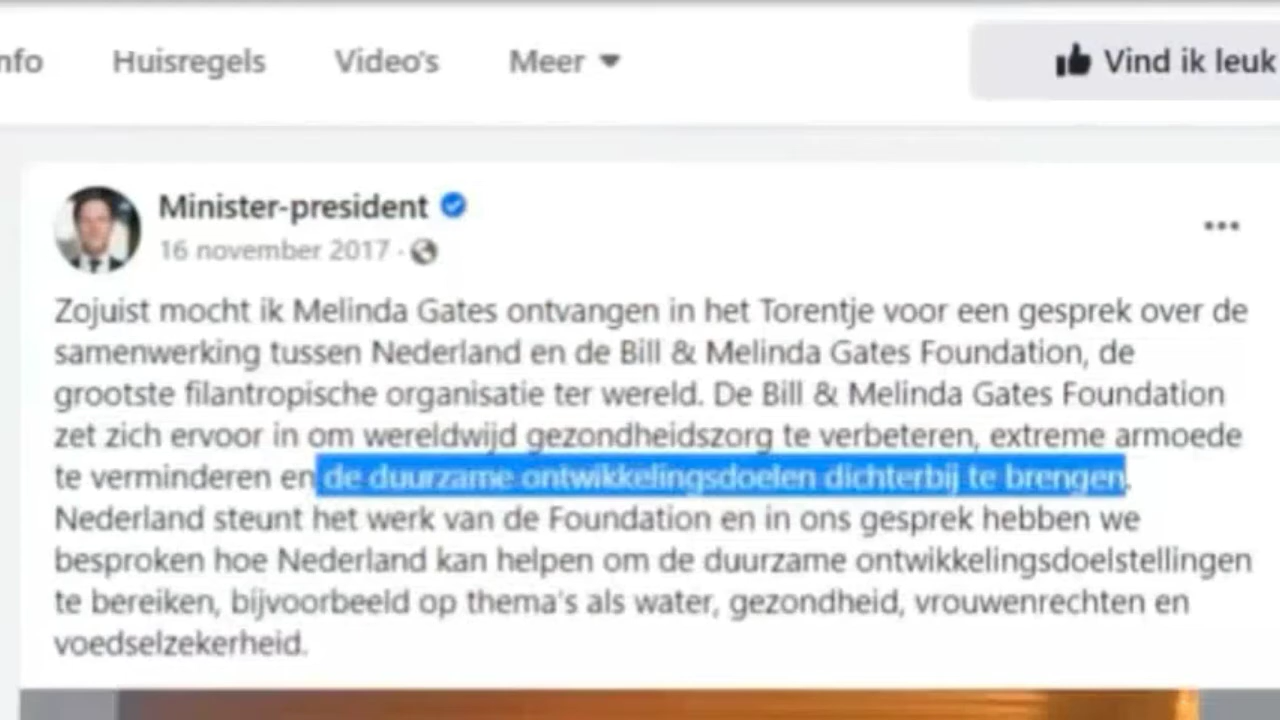 nfo Huisregels Video's Meer Vind ik leuk
Minister-president
16 november 2017 ·
Zojuist mocht ik Melinda Gates ontvangen in het Torentje voor een gesprek over de
samenwerking tussen Nederland en de Bill & Melinda Gates Foundation, de
grootste filantropische organisatie ter wereld. De Bill & Melinda Gates Foundation
zet zich ervoor in om wereldwijd gezondheidszorg te verbeteren, extreme armoede
te verminderen en de duurzame ontwikkelingsdoelen dichterbij te brengen.
Nederland steunt het werk van de Foundation en in ons gesprek hebben we
besproken hoe Nederland kan helpen om de duurzame ontwikkelingsdoelstellingen
te bereiken, bijvoorbeeld op thema's als water, gezondheid, vrouwenrechten en
voedselzekerheid.